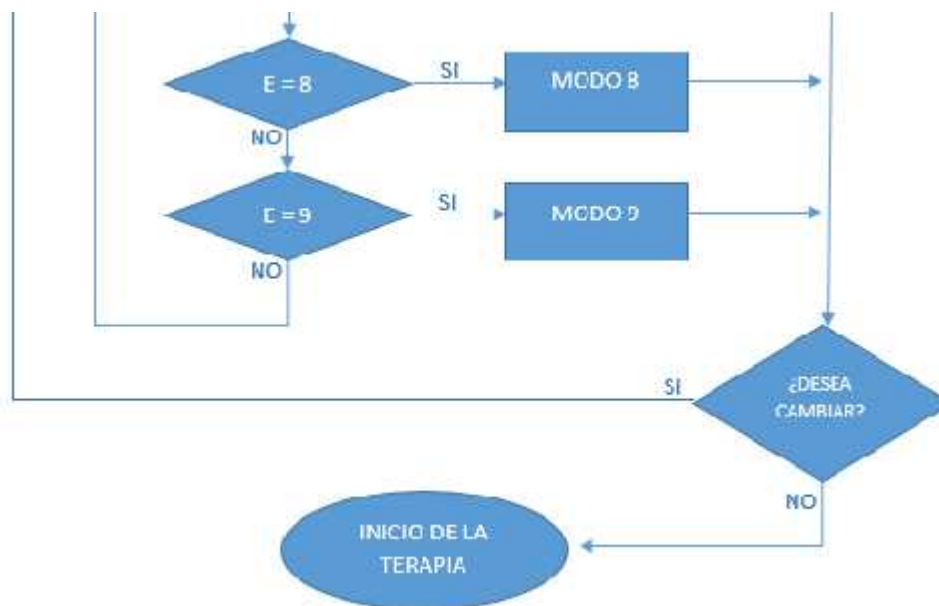 E = 8
SI
MODO 8
NO
E = 9
SI
MODO 9
NO
SI
¿DESEA
CAMBIAR?
NO
INICIO DE LA
TERAPIA